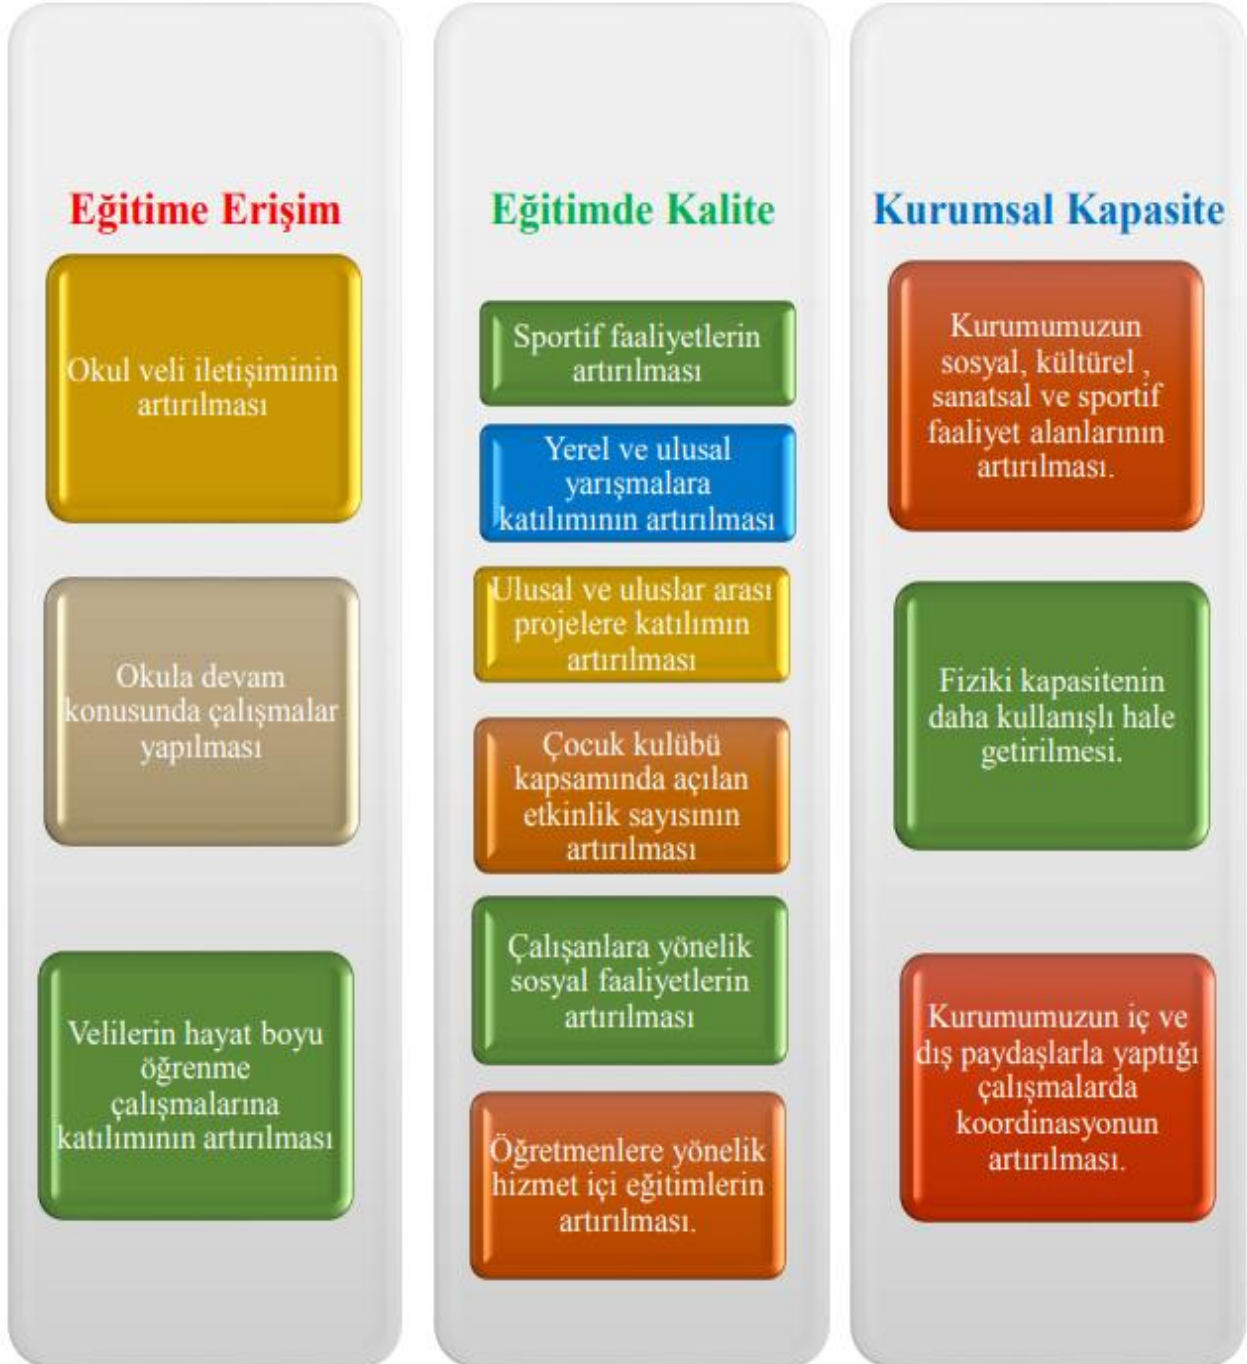 Eğitime Erişim
Okul veli iletişiminin
artırılması
Okula devam
konusunda çalışmalar
yapılması
Velilerin hayat boyu
öğrenme
çalışmalarına
katılımının artırılması
Eğitimde Kalite
Sportif faaliyetlerin
artırılması
Yerel ve ulusal
yarışmalara
katılımının artırılması
Ulusal ve uluslar arası
projelere katılımın
artırılması
Çocuk kulübü
kapsamında açılan
etkinlik sayısının
artırılması
Çalışanlara yönelik
sosyal faaliyetlerin
artırılması
Öğretmenlere yönelik
hizmet içi eğitimlerin
artırılması.
Kurumsal Kapasite
Kurumumuzun
sosyal, kültürel ,
sanatsal ve sportif
faaliyet alanlarının
artırılması.
Fiziki kapasitenin
daha kullanışlı hale
getirilmesi.
Kurumumuzun iç ve
dış paydaşlarla yaptığı
çalışmalarda
koordinasyonun
artırılması.